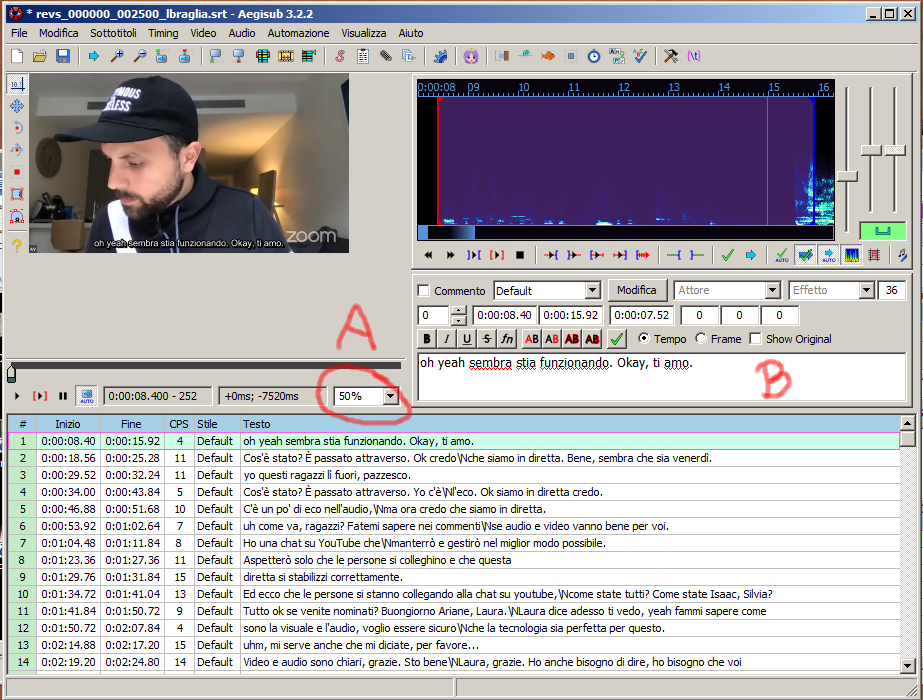 * revs_000000_002500_lbraglia.srt - Aegisub 3.2.2
File Modifica Sottotitoli Timing Video Audio Automazione Visualizza Aiuto
0:00:08 09 10 11 12 13 14 15 16
oh yeah sembra stia funzionando. Okay, ti amo.
zoom
Commento Default Modifica Attore Effetto 36
0 0:00:08.40 0:00:15.92 0:00:07.52 0 0 0
B I U S fn AB AB AB AB Tempo Frame Show Original
oh yeah sembra stia funzionando. Okay, ti amo.
A
B
AUTO 0:00:08.400 - 252 +0ms; -7520ms 50%
# Inizio Fine CPS Stile Testo
1 0:00:08.40 0:00:15.92 4 Default oh yeah sembra stia funzionando. Okay, ti amo.
2 0:00:18.56 0:00:25.28 11 Default Cos'è stato? È passato attraverso. Ok credo\Nche siamo in diretta. Bene, sembra che sia venerdì.
3 0:00:29.52 0:00:32.24 11 Default yo questi ragazzi lì fuori, pazzesco.
4 0:00:34.00 0:00:43.84 5 Default Cos'è stato? È passato attraverso. Yo c'è\Nl'eco. Ok siamo in diretta credo.
5 0:00:46.88 0:00:51.68 10 Default C'è un po' di eco nell'audio,\Nma ora credo che siamo in diretta.
6 0:00:53.92 0:01:02.64 7 Default uh come va, ragazzi? Fatemi sapere nei commenti\Nse audio e video vanno bene per voi.
7 0:01:04.48 0:01:11.84 8 Default Ho una chat su YouTube che\Nmanterrò e gestirò nel miglior modo possibile.
8 0:01:23.36 0:01:27.36 11 Default Aspetterò solo che le persone si colleghino e che questa
9 0:01:29.76 0:01:31.84 15 Default diretta si stabilizzi correttamente.
10 0:01:34.72 0:01:41.04 13 Default Ed ecco che le persone si stanno collegando alla chat su youtube,\Ncome state tutti? Come state Isaac, Silvia?
11 0:01:41.84 0:01:50.72 9 Default Tutto ok se venite nominati? Buongiorno Ariane, Laura. \NLaura dice adesso ti vedo, yeah fammi sapere come
12 0:01:50.72 0:02:07.84 4 Default sono la visuale e l'audio, voglio essere sicuro\Nche la tecnologia sia perfetta per questo.
13 0:02:14.88 0:02:17.20 15 Default uhm, mi serve anche che mi diciate, per favore...
14 0:02:19.20 0:02:24.80 14 Default Video e audio sono chiari, grazie. Sto bene\NLaura, grazie. Ho anche bisogno di dire, ho bisogno che voi